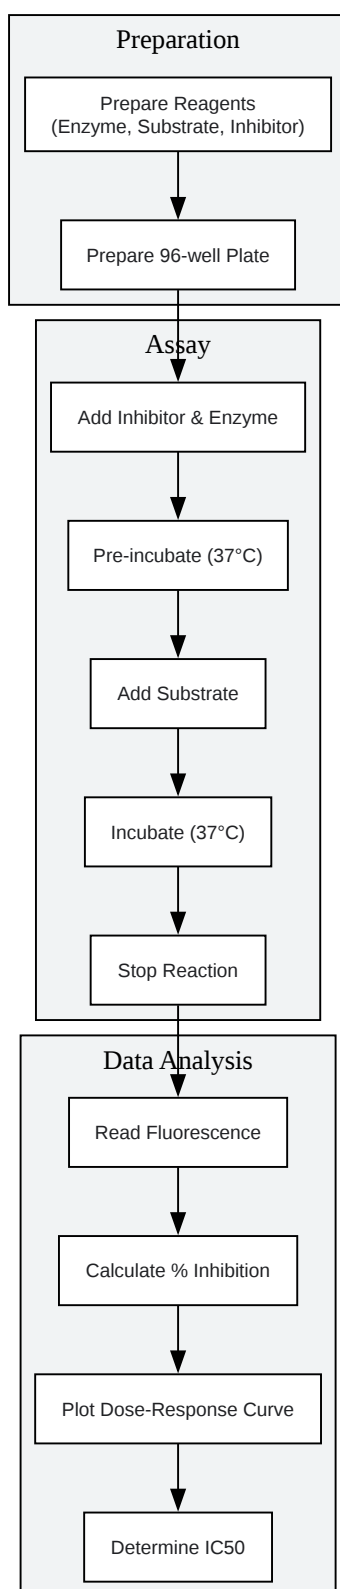 Preparation
Prepare Reagents
(Enzyme, Substrate, Inhibitor)
Prepare 96-well Plate
Assay
Add Inhibitor & Enzyme
Pre-incubate (37°C)
Add Substrate
Incubate (37°C)
Stop Reaction
Data Analysis
Read Fluorescence
Calculate % Inhibition
Plot Dose-Response Curve
Determine IC50